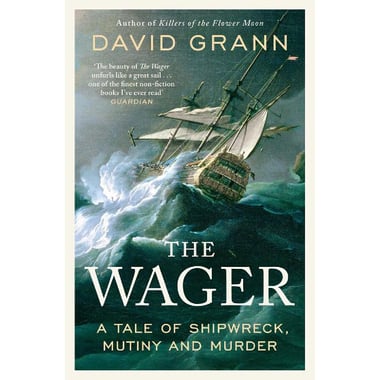 Author of Killers of the Flower Moon
DAVID GRANN
‘The beauty of The Wager
unfurls like a great sail . . .
one of the finest non-fiction
books I’ve ever read’
GUARDIAN
THE
WAGER
A TALE OF SHIPWRECK,
MUTINY AND MURDER